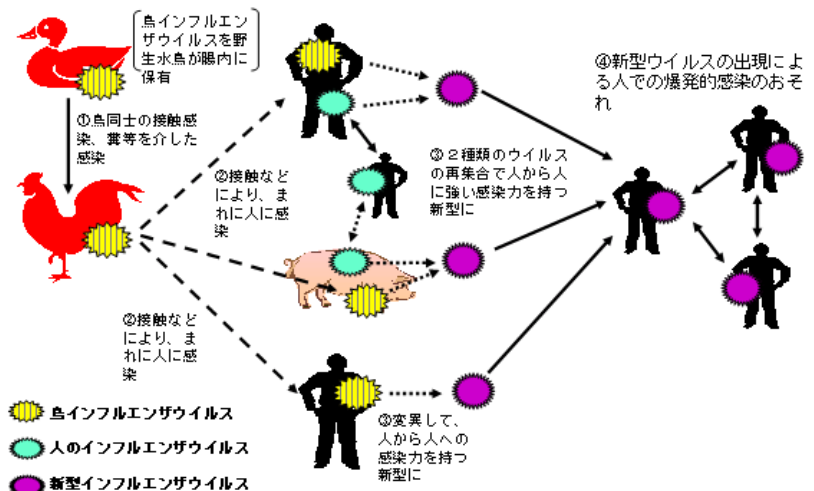 鳥インフルエン
ザウイルスを野
生水鳥が腸内に
保有
①鳥同士の接触感
染、糞等を介した
感染
②接触など
により、ま
れに人に感
染
③２種類のウイルス
の再集合で人から人
に強い感染力を持つ
新型に
④新型ウイルスの出現によ
る人での爆発的感染のおそ
れ
②接触など
により、ま
れに人に感
染
③変異して、
人から人への
感染力を持つ
新型に
鳥インフルエンザウイルス
人のインフルエンザウイルス
新型インフルエンザウイルス